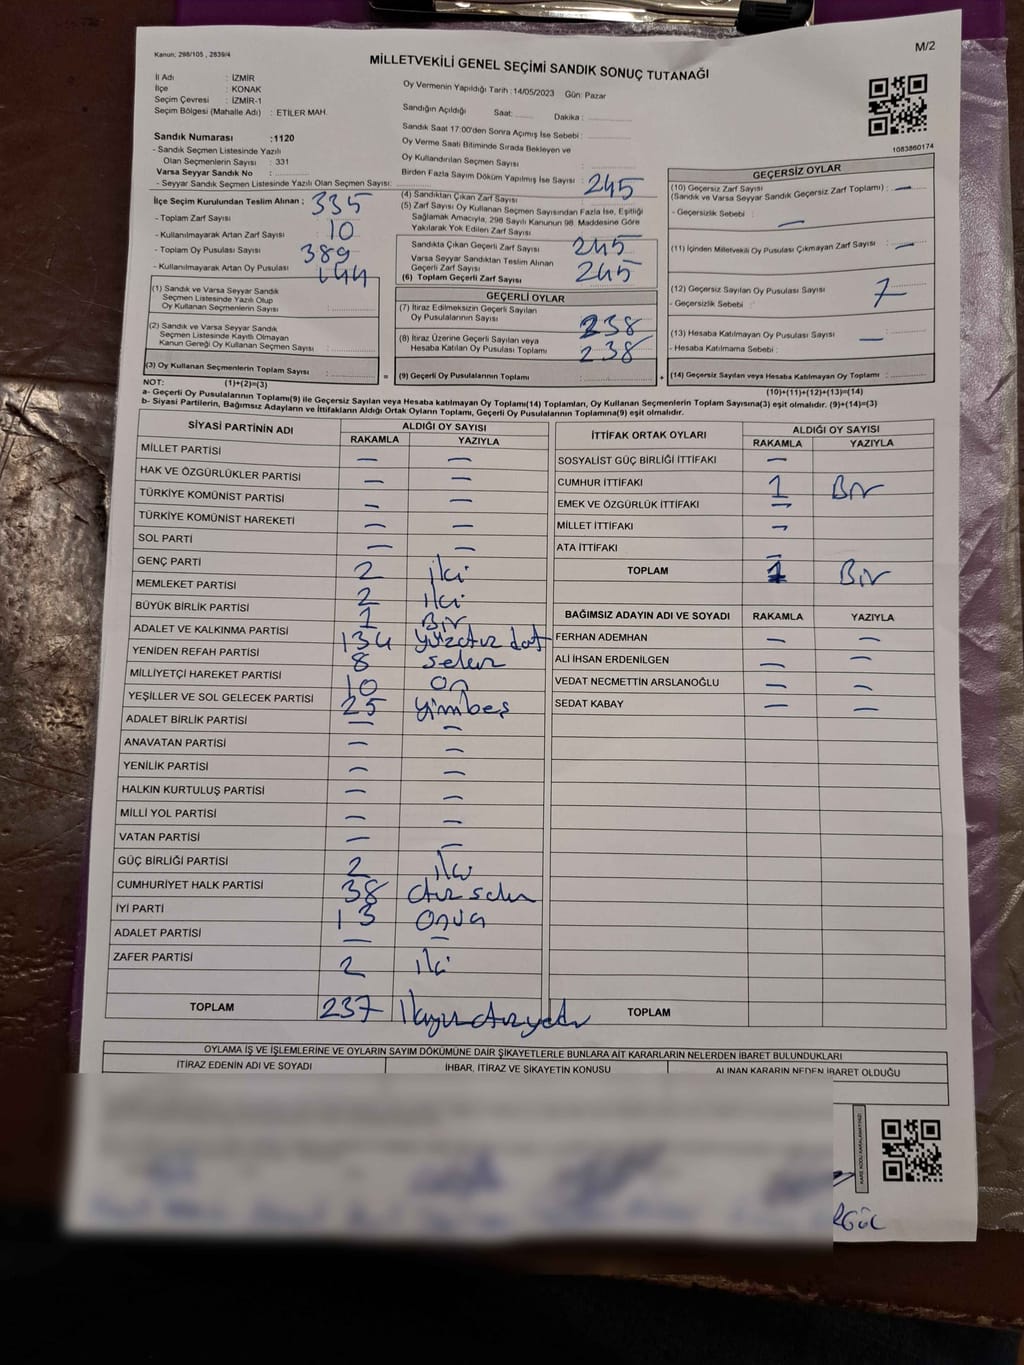 Kanun; 298/105 , 2839/4
M/2
MİLLETVEKİLİ GENEL SEÇİMİ SANDIK SONUÇ TUTANAĞI
İl Adı : İZMİR
İlçe : KONAK
Seçim Çevresi : İZMİR-1
Seçim Bölgesi (Mahalle Adı) : ETİLER MAH.
Sandık Numarası :1120
- Sandık Seçmen Listesinde Yazılı
Olan Seçmenlerin Sayısı : 331
Varsa Seyyar Sandık No :
- Seyyar Sandık Seçmen Listesinde Yazılı Olan Seçmen Sayısı:
İlçe Seçim Kurulundan Teslim Alınan ; 335
- Toplam Zarf Sayısı
- Kullanılmayarak Artan Zarf Sayısı 10
- Toplam Oy Pusulası Sayısı 389
- Kullanılmayarak Artan Oy Pusulası 144
(1) Sandık ve Varsa Seyyar Sandık
Seçmen Listesinde Yazılı Olup
Oy Kullanan Seçmenlerin Sayısı :
(2) Sandık ve Varsa Seyyar Sandık
Seçmen Listesinde Kayıtlı Olmayan
Kanun Gereği Oy Kullanan Seçmen Sayısı :
(3) Oy Kullanan Seçmenlerin Toplam Sayısı :
Oy Vermenin Yapıldığı Tarih :14/05/2023 Gün: Pazar
Sandığın Açıldığı Saat: Dakika :
Sandık Saat 17:00'den Sonra Açılmış İse Sebebi :
Oy Verme Saati Bitiminde Sırada Bekleyen ve
Oy Kullandırılan Seçmen Sayısı :
Birden Fazla Sayım Döküm Yapılmış İse Sayısı :
(4) Sandıktan Çıkan Zarf Sayısı 245
(5) Zarf Sayısı Oy Kullanan Seçmen Sayısından Fazla İse, Eşitliği
Sağlamak Amacıyla, 298 Sayılı Kanunun 98. Maddesine Göre
Yakılarak Yok Edilen Zarf Sayısı
Sandıkta Çıkan Geçerli Zarf Sayısı 245
Varsa Seyyar Sandıktan Teslim Alınan
Geçerli Zarf Sayısı
(6) Toplam Geçerli Zarf Sayısı 245
GEÇERLİ OYLAR
(7) İtiraz Edilmeksizin Geçerli Sayılan
Oy Pusulalarının Sayısı 238
(8) İtiraz Üzerine Geçerli Sayılan veya
Hesaba Katılan Oy Pusulası Toplamı 238
= (9) Geçerli Oy Pusulalarının Toplamı : +
1083860174
GEÇERSİZ OYLAR
(10) Geçersiz Zarf Sayısı
(Sandık ve Varsa Seyyar Sandık Geçersiz Zarf Toplamı) : —
- Geçersizlik Sebebi : —
(11) İçinden Milletvekili Oy Pusulası Çıkmayan Zarf Sayısı : —
(12) Geçersiz Sayılan Oy Pusulası Sayısı : 7
- Geçersizlik Sebebi :
(13) Hesaba Katılmayan Oy Pusulası Sayısı : —
- Hesaba Katılmama Sebebi :
(14) Geçersiz Sayılan veya Hesaba Katılmayan Oy Toplamı :
NOT: (1)+(2)=(3) (10)+(11)+(12)+(13)=(14)
a- Geçerli Oy Pusulalarının Toplamı(9) ile Geçersiz Sayılan veya Hesaba katılmayan Oy Toplamı(14) Toplamları, Oy Kullanan Seçmenlerin Toplam Sayısına(3) eşit olmalıdır. (9)+(14)=(3)
b- Siyasi Partilerin, Bağımsız Adayların ve İttifakların Aldığı Ortak Oyların Toplamı, Geçerli Oy Pusulalarının Toplamına(9) eşit olmalıdır.
SİYASİ PARTİNİN ADI ALDIĞI OY SAYISI
RAKAMLA YAZIYLA
MİLLET PARTİSİ — —
HAK VE ÖZGÜRLÜKLER PARTİSİ — —
TÜRKİYE KOMÜNİST PARTİSİ — —
TÜRKİYE KOMÜNİST HAREKETİ — —
SOL PARTİ — —
GENÇ PARTİ 2 iki
MEMLEKET PARTİSİ 2 iki
BÜYÜK BİRLİK PARTİSİ 1 Bir
ADALET VE KALKINMA PARTİSİ 134 yüzotuz dört
YENİDEN REFAH PARTİSİ 8 sekiz
MİLLİYETÇİ HAREKET PARTİSİ 10 On
YEŞİLLER VE SOL GELECEK PARTİSİ 25 yirmibeş
ADALET BİRLİK PARTİSİ — —
ANAVATAN PARTİSİ — —
YENİLİK PARTİSİ — —
HALKIN KURTULUŞ PARTİSİ — —
MİLLİ YOL PARTİSİ — —
VATAN PARTİSİ — —
GÜÇ BİRLİĞİ PARTİSİ 2 iki
CUMHURİYET HALK PARTİSİ 38 otuz sekiz
İYİ PARTİ 13 Onüç
ADALET PARTİSİ — —
ZAFER PARTİSİ 2 iki
TOPLAM 237 ikiyüz otuzyedi
İTTİFAK ORTAK OYLARI ALDIĞI OY SAYISI
RAKAMLA YAZIYLA
SOSYALİST GÜÇ BİRLİĞİ İTTİFAKI —
CUMHUR İTTİFAKI 1 Bir
EMEK VE ÖZGÜRLÜK İTTİFAKI —
MİLLET İTTİFAKI —
ATA İTTİFAKI —
TOPLAM 1 Bir
BAĞIMSIZ ADAYIN ADI VE SOYADI RAKAMLA YAZIYLA
FERHAN ADEMHAN — —
ALİ İHSAN ERDENİLGEN — —
VEDAT NECMETTİN ARSLANOĞLU — —
SEDAT KABAY — —
TOPLAM
OYLAMA İŞ VE İŞLEMLERİNE VE OYLARIN SAYIM DÖKÜMÜNE DAİR ŞİKAYETLERLE BUNLARA AİT KARARLARIN NELERDEN İBARET BULUNDUKLARI
İTİRAZ EDENİN ADI VE SOYADI İHBAR, İTİRAZ VE ŞİKAYETİN KONUSU ALINAN KARARIN NEDEN İBARET OLDUĞU